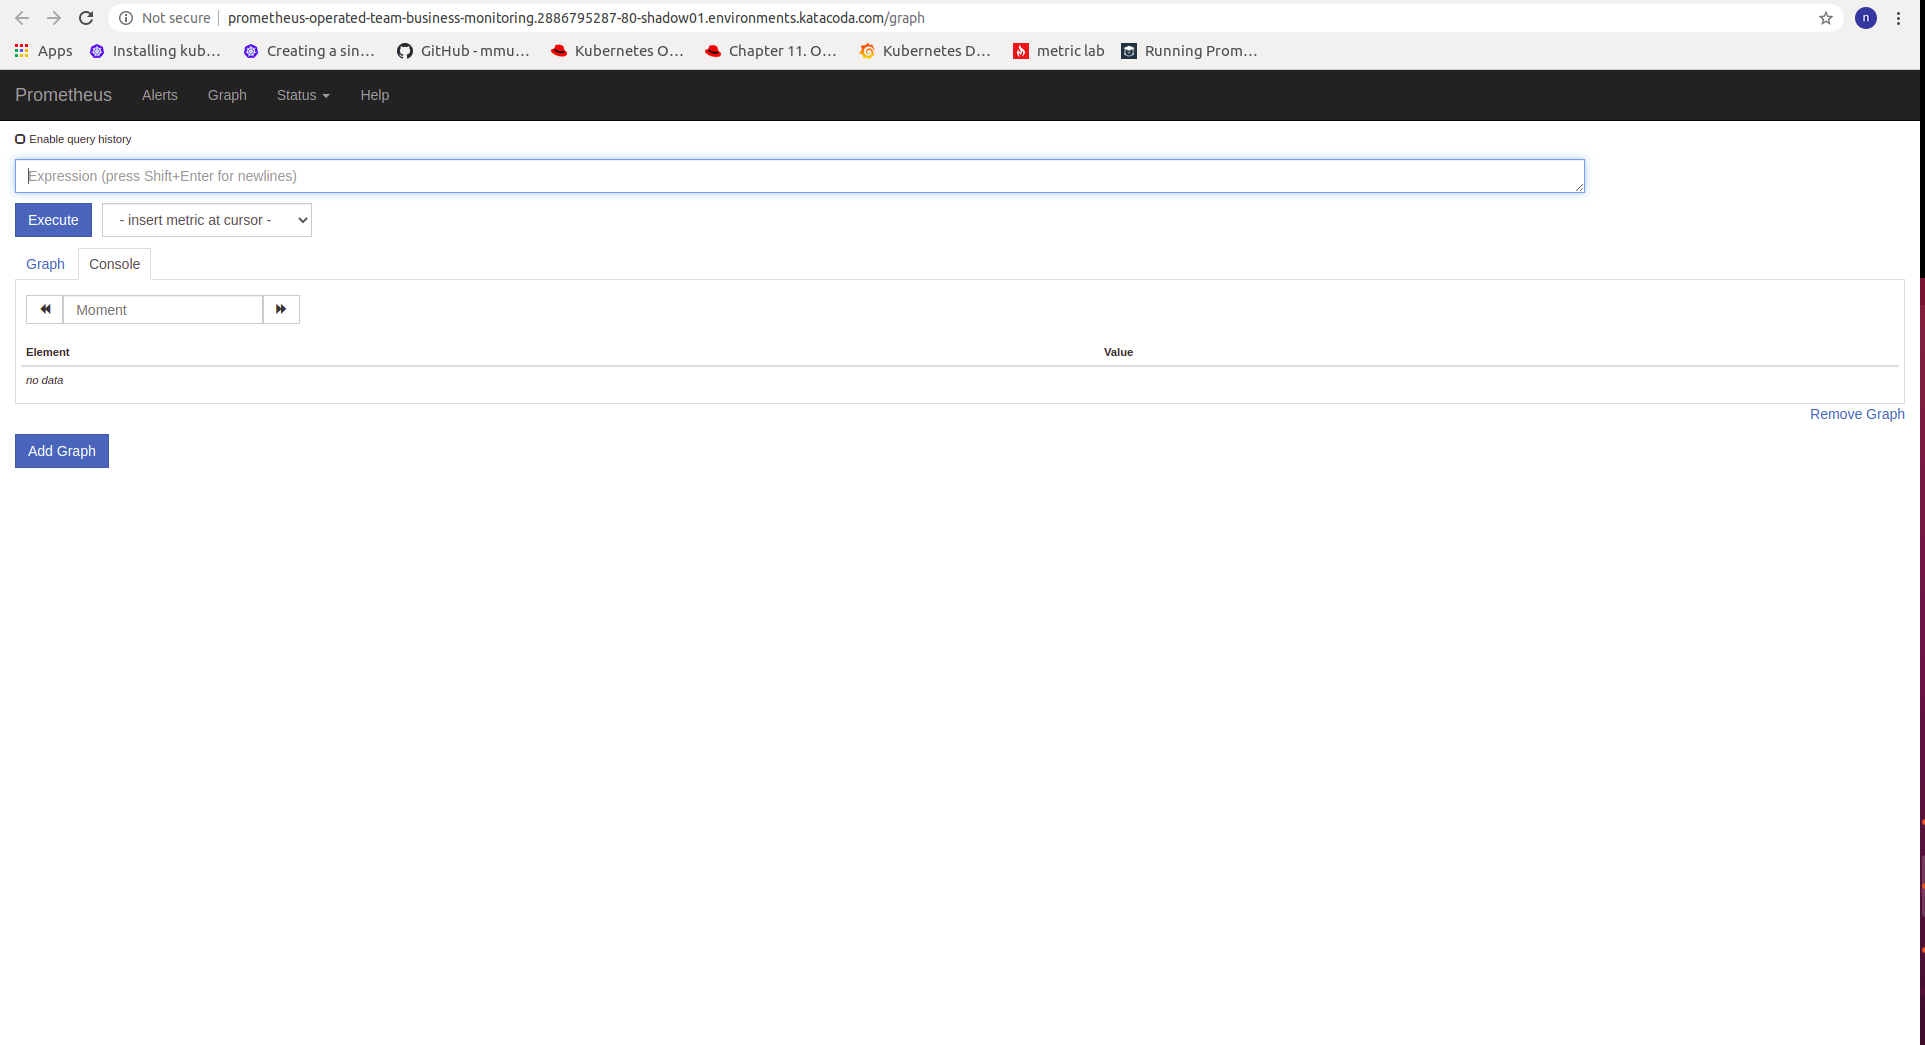 Not secure prometheus-operated-team-business-monitoring.2886795287-80-shadow01.environments.katacoda.com/graph n
Apps Installing kub... Creating a sin... GitHub - mmu... Kubernetes O... Chapter 11. O... Kubernetes D... metric lab Running Prom...
Prometheus Alerts Graph Status Help
Enable query history
Expression (press Shift+Enter for newlines)
Execute - insert metric at cursor -
Graph Console
Moment
Element Value
no data
Remove Graph
Add Graph